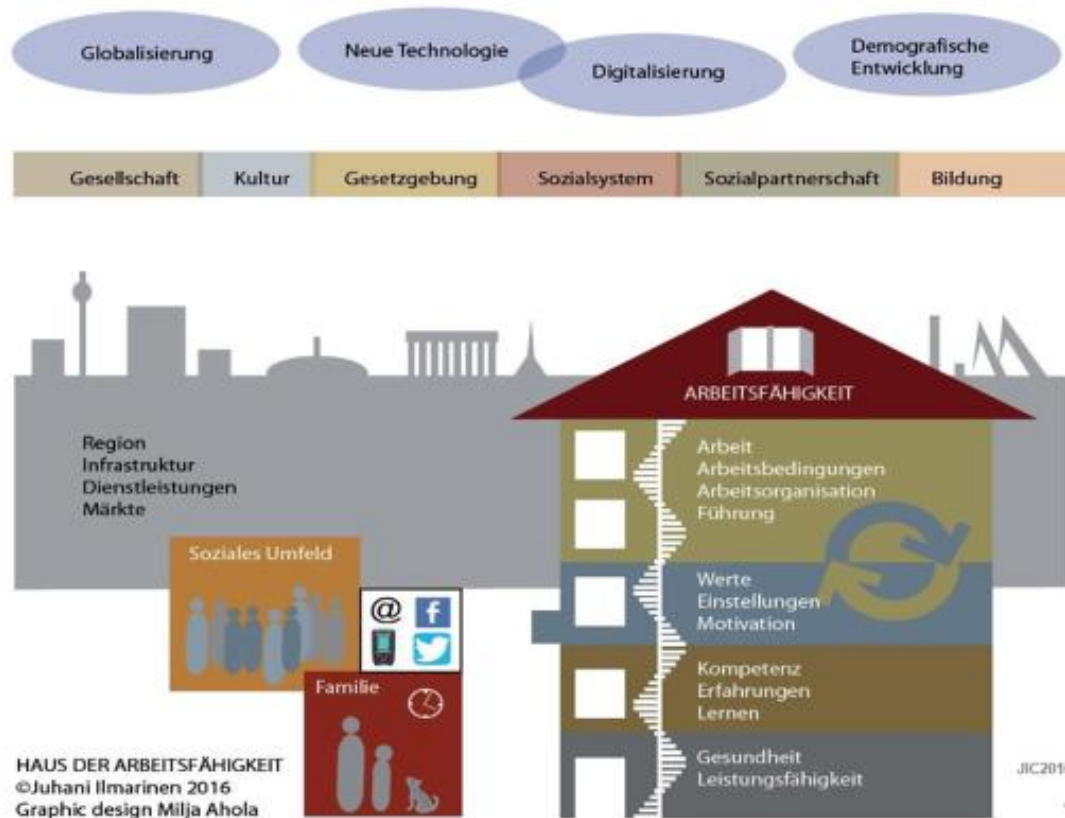 Globalisierung
Neue Technologie
Digitalisierung
Demografische
Entwicklung
Gesellschaft
Kultur
Gesetzgebung
Sozialsystem
Sozialpartnerschaft
Bildung
ARBEITSFÄHIGKEIT
Region
Infrastruktur
Dienstleistungen
Märkte
Arbeit
Arbeitsbedingungen
Arbeitsorganisation
Führung
Soziales Umfeld
@
f
Werte
Einstellungen
Motivation
Familie
Kompetenz
Erfahrungen
Lernen
Gesundheit
Leistungsfähigkeit
HAUS DER ARBEITSFÄHIGKEIT
©Juhani Ilmarinen 2016
Graphic design Milja Ahola